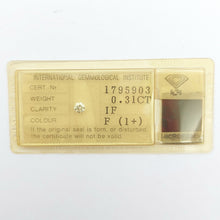 INTERNATIONAL GEMMOLOGICAL INSTITUTE
CERT. Nr 1795903
WEIGHT 0.31CT
CLARITY IF
COLOUR F (1+)
If the original seal is torn, or disturbed
the certificate will not be valid.